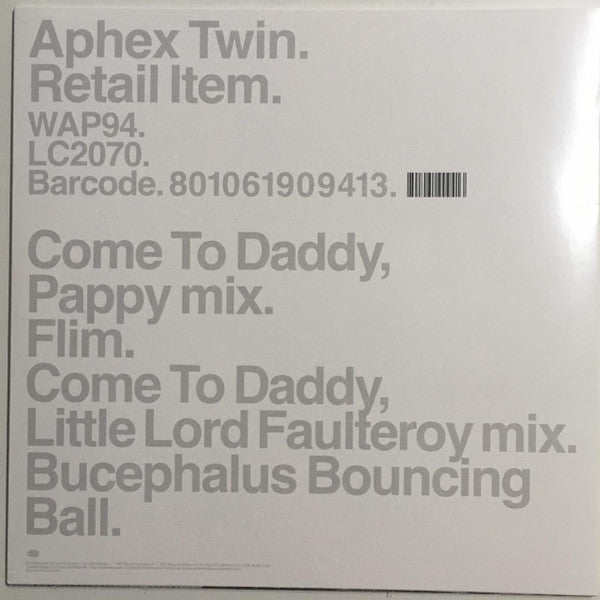 Aphex Twin.
Retail Item.
WAP94.
LC2070.
Barcode. 801061909413.
Come To Daddy,
Pappy mix.
Flim.
Come To Daddy,
Little Lord Faulteroy mix.
Bucephalus Bouncing
Ball.